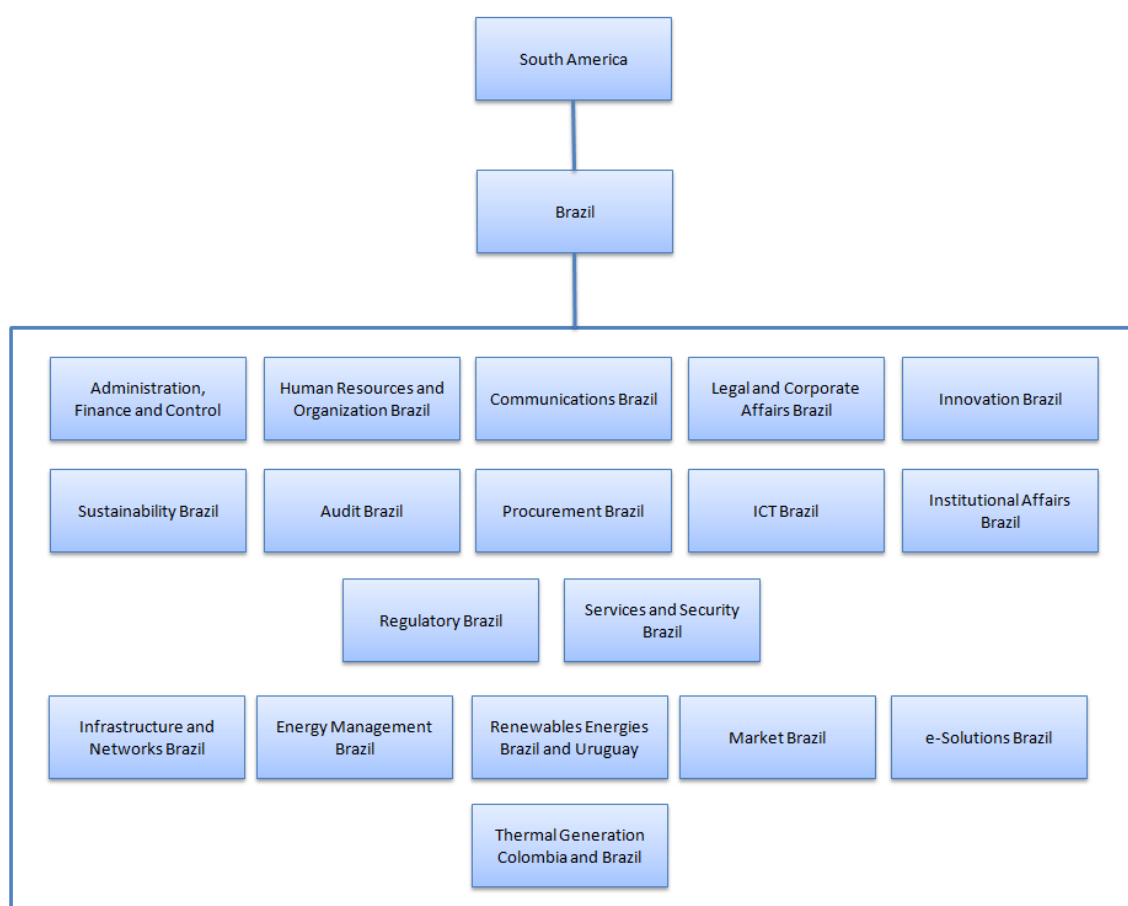 South America
Brazil
Administration,
Finance and Control
Human Resources and
Organization Brazil
Communications Brazil
Legal and Corporate
Affairs Brazil
Innovation Brazil
Sustainability Brazil
Audit Brazil
Procurement Brazil
ICT Brazil
Institutional Affairs
Brazil
Regulatory Brazil
Services and Security
Brazil
Infrastructure and
Networks Brazil
Energy Management
Brazil
Renewables Energies
Brazil and Uruguay
Market Brazil
e-Solutions Brazil
Thermal Generation
Colombia and Brazil